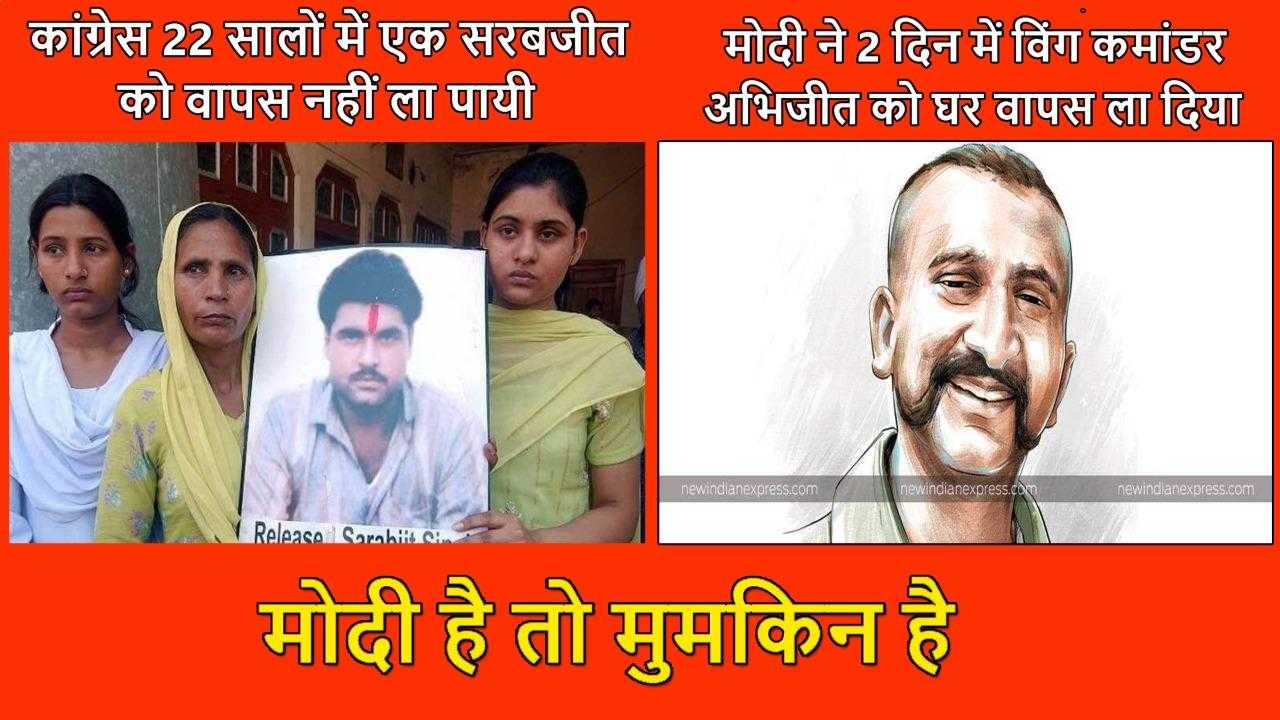 कांग्रेस 22 सालों में एक सरबजीत
को वापस नहीं ला पायी
मोदी ने 2 दिन में विंग कमांडर
अभिजीत को घर वापस ला दिया
Release Sarabjit
newindianexpress.com newindianexpress.com newindianexpress.com
मोदी है तो मुमकिन है